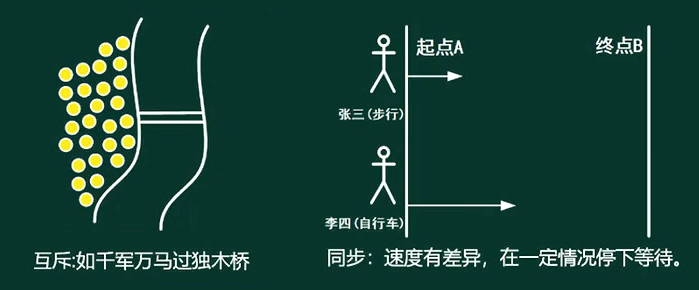 起点A
终点B
张三(步行)
李四(自行车)
互斥:如千军万马过独木桥
同步：速度有差异，在一定情况停下等待。